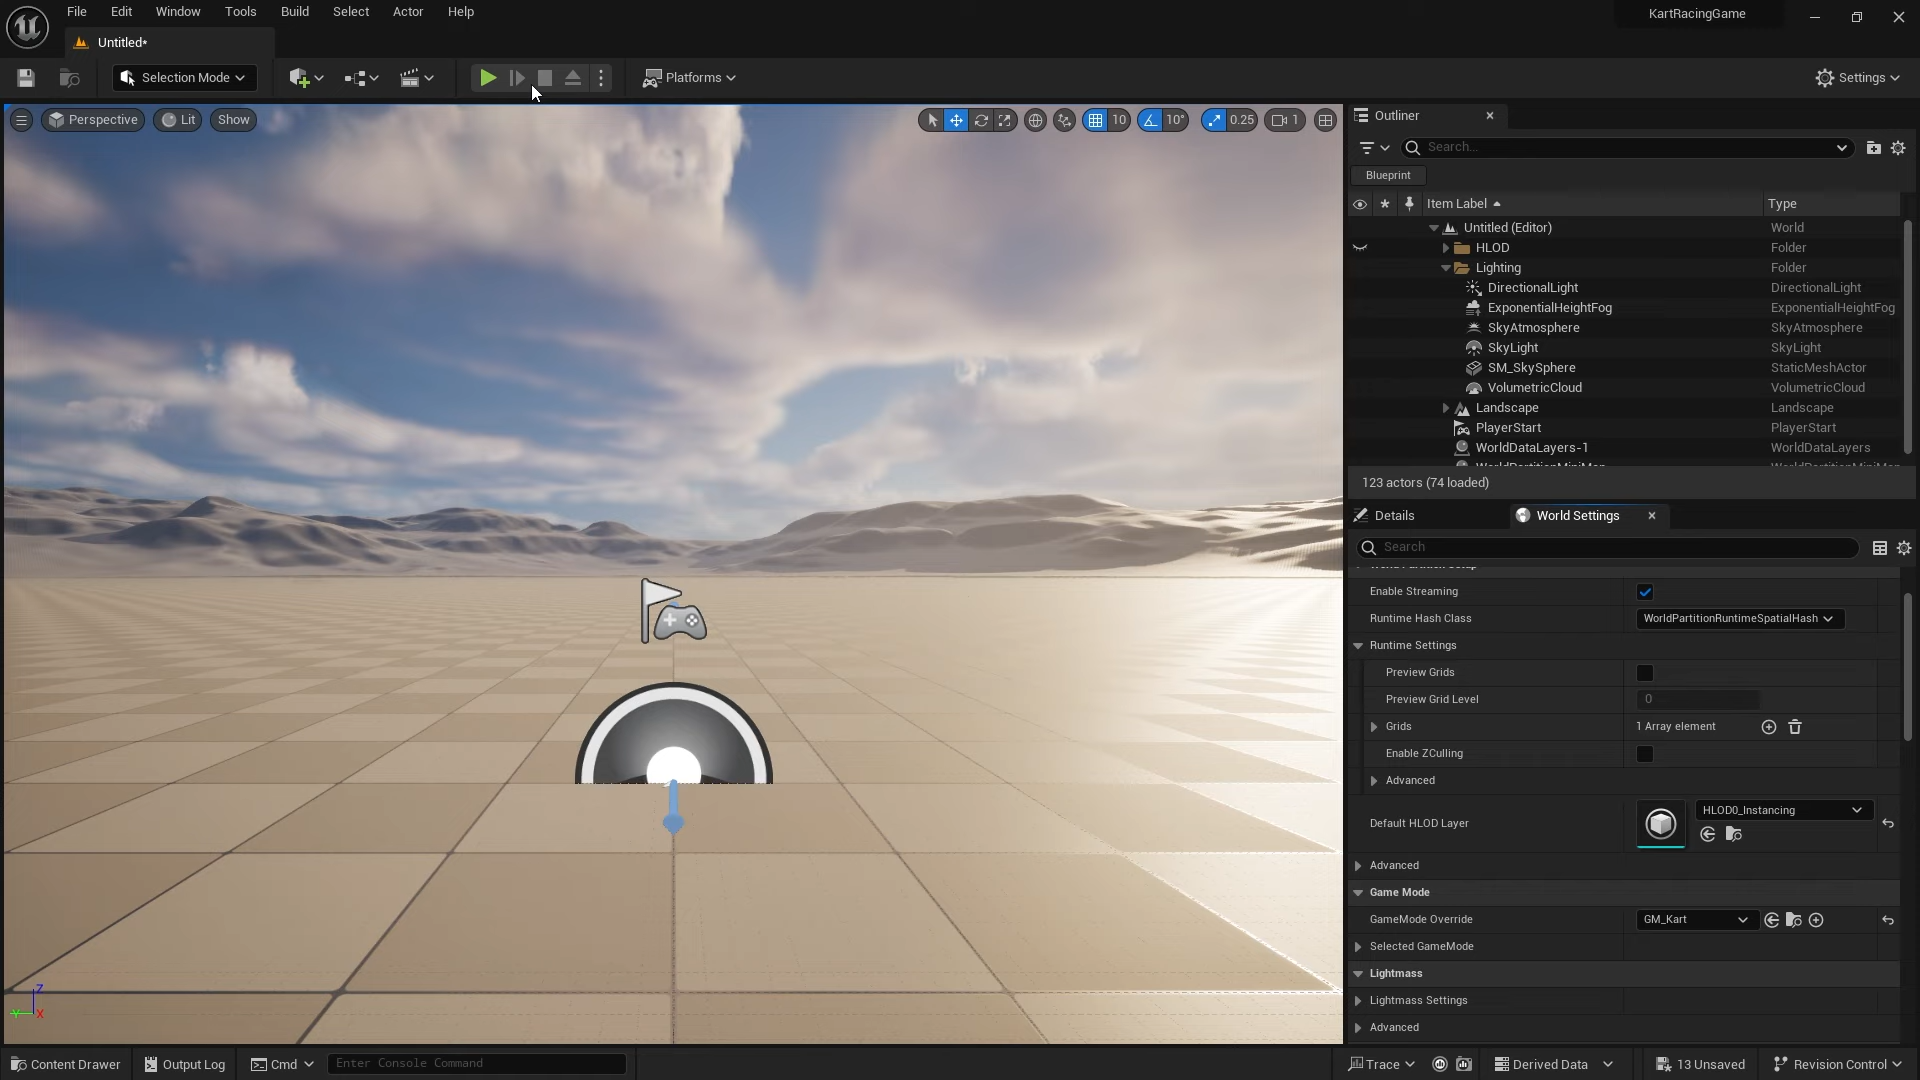 File Edit Window Tools Build Select Actor Help
KartRacingGame
Untitled*
Selection Mode
Platforms
Settings
Perspective
Lit
Show
10
10°
0.25
1
Outliner
Search...
Blueprint
Item Label
Type
Untitled (Editor) World
HLOD Folder
Lighting Folder
DirectionalLight DirectionalLight
ExponentialHeightFog ExponentialHeightFog
SkyAtmosphere SkyAtmosphere
SkyLight SkyLight
SM_SkySphere StaticMeshActor
VolumetricCloud VolumetricCloud
Landscape Landscape
PlayerStart PlayerStart
WorldDataLayers-1 WorldDataLayers
123 actors (74 loaded)
Details
World Settings
Search
Enable Streaming
Runtime Hash Class WorldPartitionRuntimeSpatialHash
Runtime Settings
Preview Grids
Preview Grid Level 0
Grids 1 Array element
Enable ZCulling
Advanced
Default HLOD Layer HLOD0_Instancing
Advanced
Game Mode
GameMode Override GM_Kart
Selected GameMode
Lightmass
Lightmass Settings
Advanced
Z
Y
X
Content Drawer
Output Log
Cmd
Enter Console Command
Trace
Derived Data
13 Unsaved
Revision Control